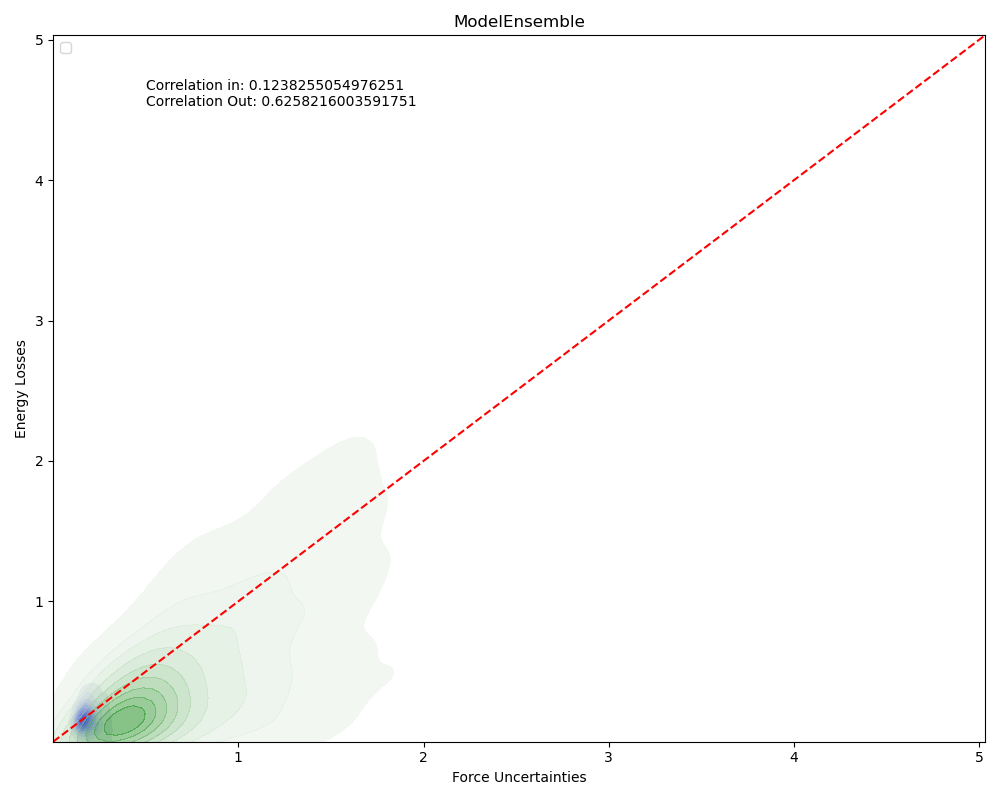 ModelEnsemble
Correlation in: 0.1238255054976251
Correlation Out: 0.6258216003591751
5
4
3
2
1
Energy Losses
1
2
3
4
5
Force Uncertainties